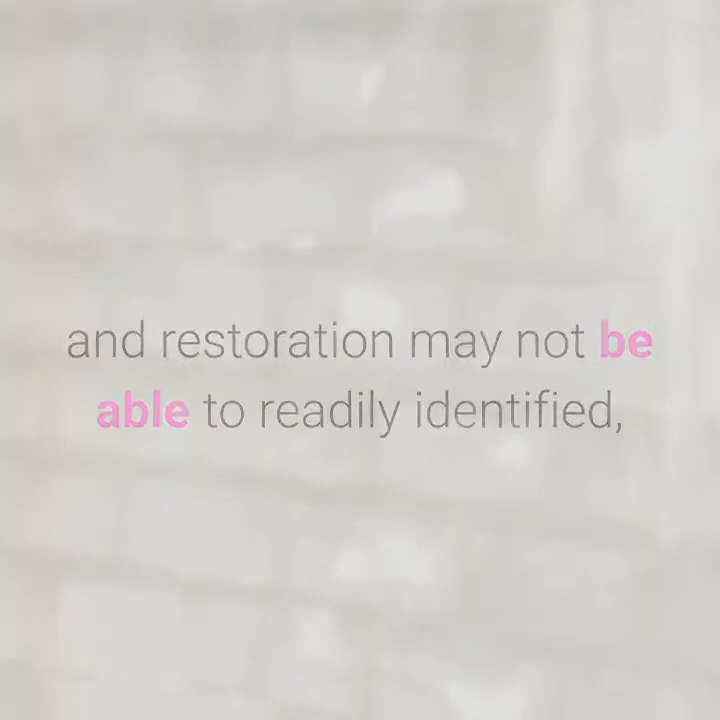 and restoration may not be
able to readily identified,